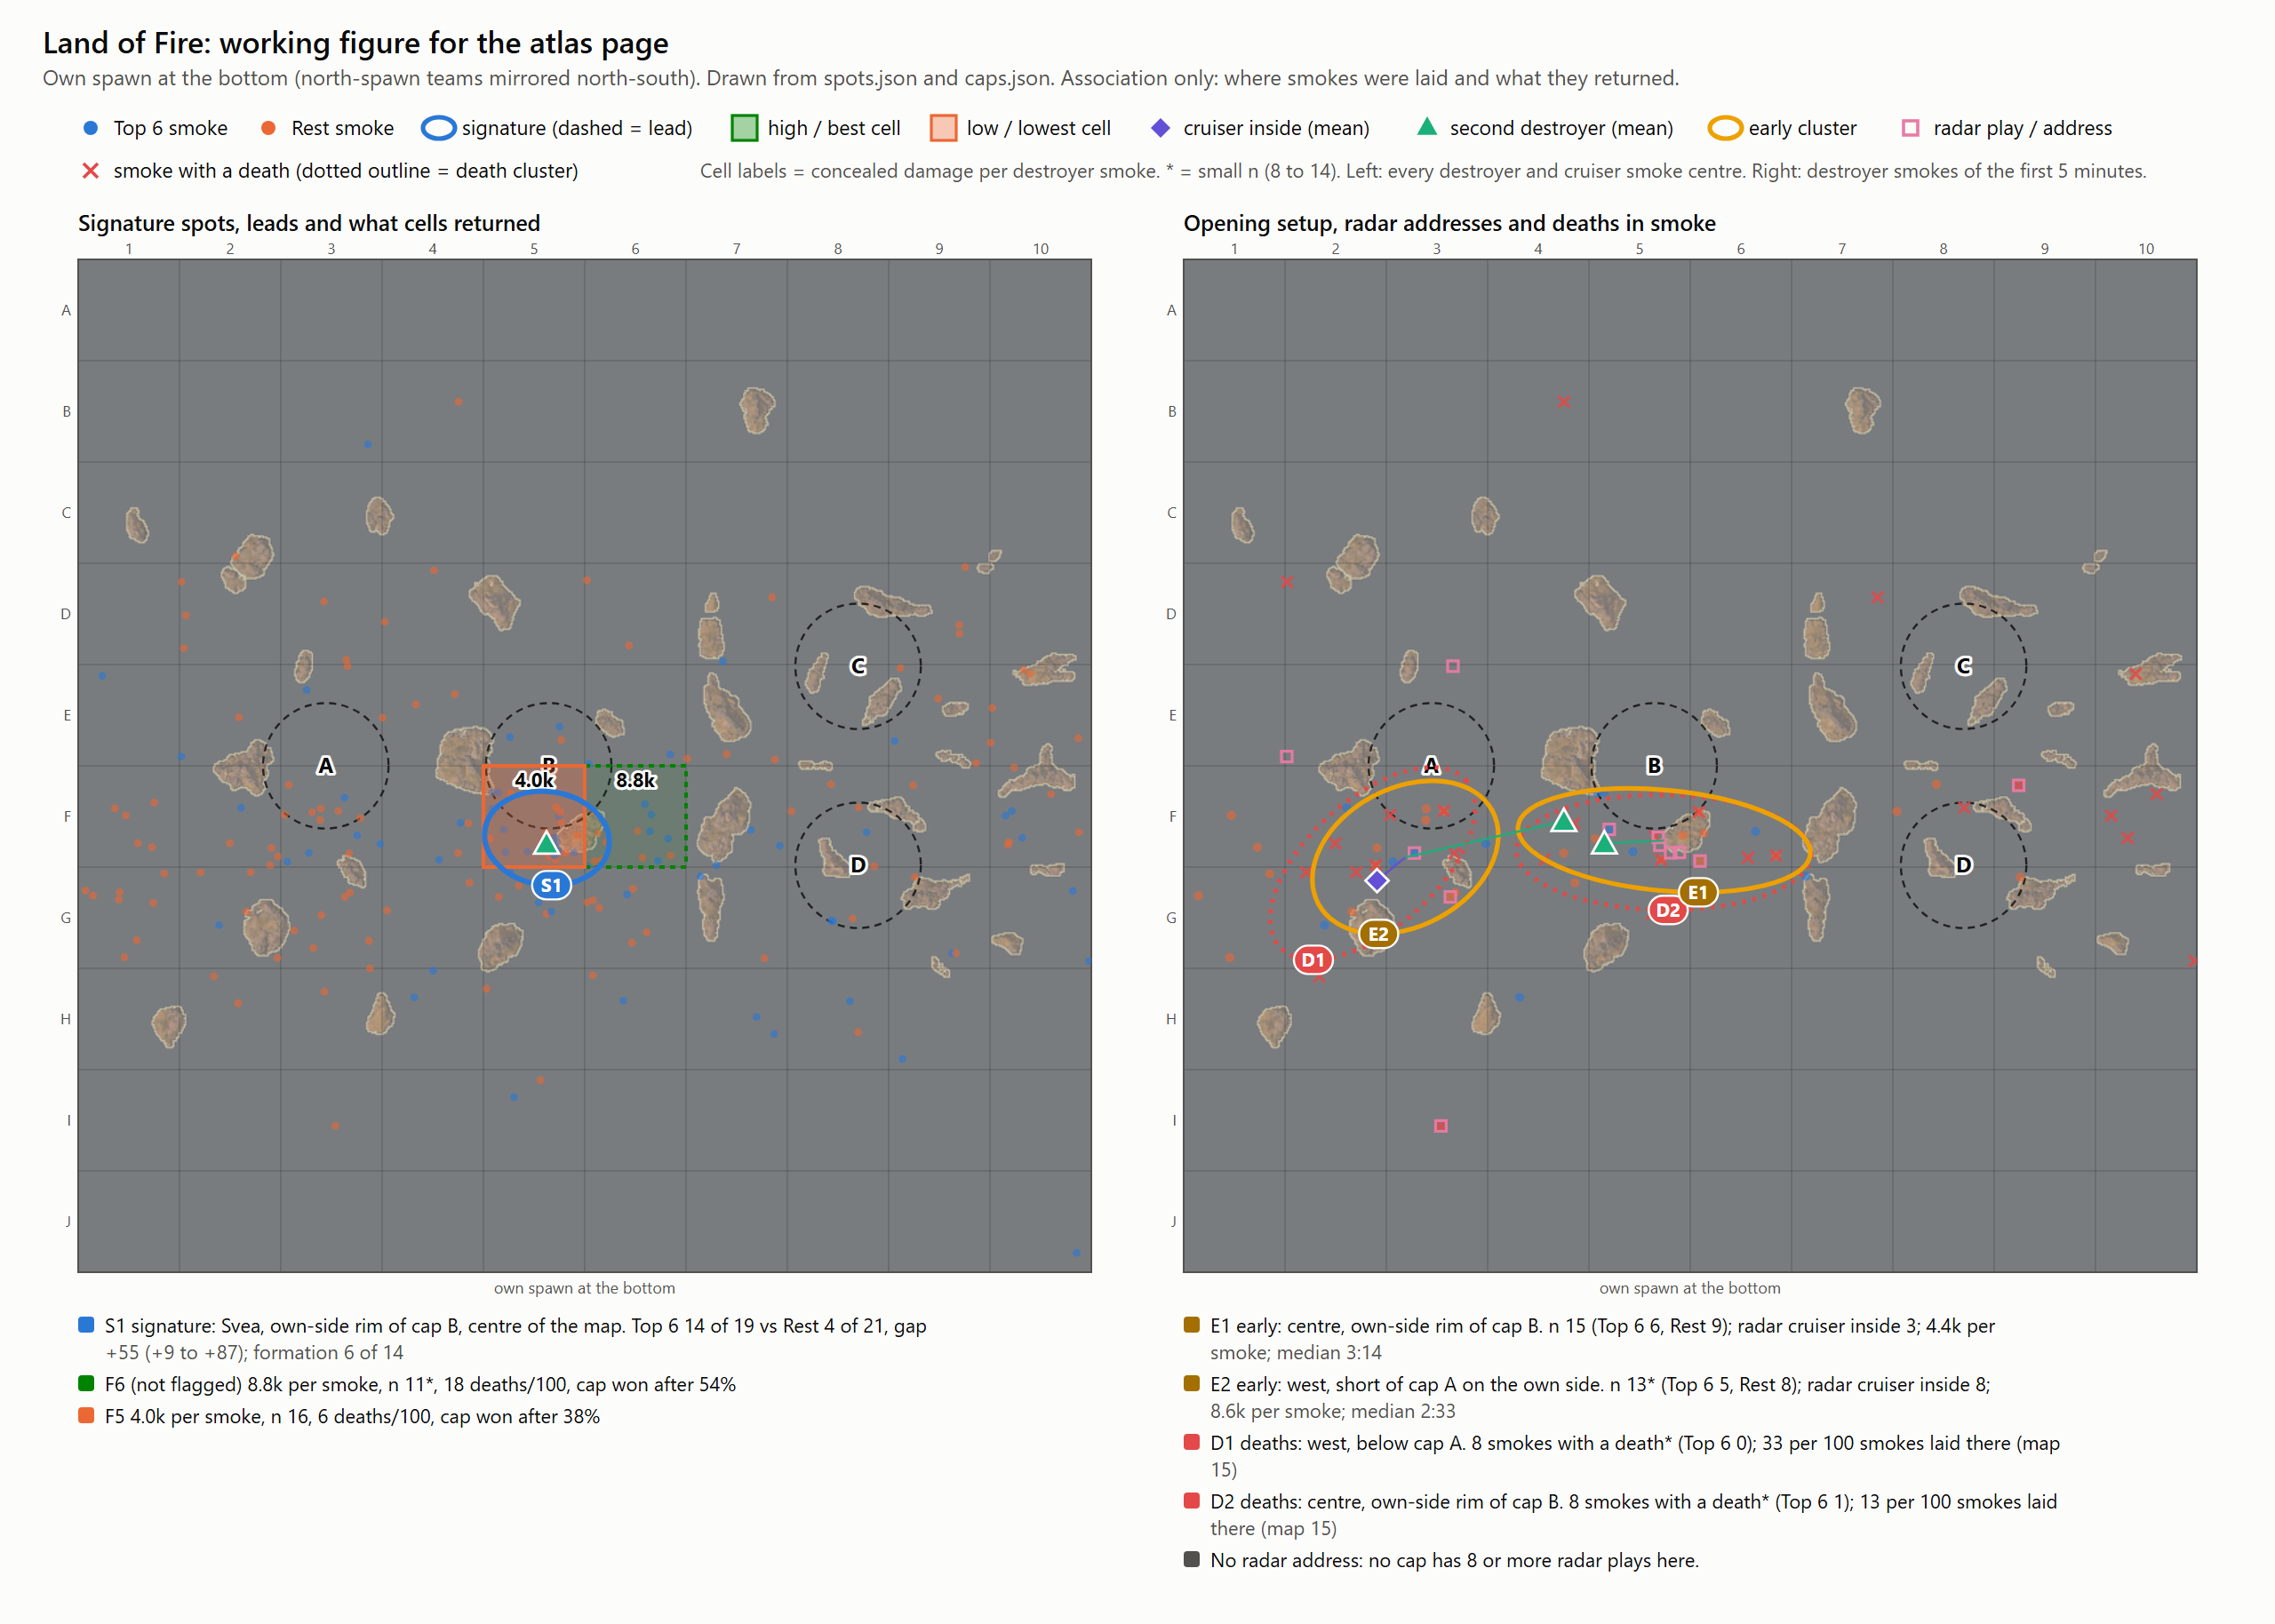 Land of Fire: working figure for the atlas page
Own spawn at the bottom (north-spawn teams mirrored north-south). Drawn from spots.json and caps.json. Association only: where smokes were laid and what they returned.
Top 6 smoke Rest smoke signature (dashed = lead) high / best cell low / lowest cell cruiser inside (mean) second destroyer (mean) early cluster radar play / address
smoke with a death (dotted outline = death cluster) Cell labels = concealed damage per destroyer smoke. * = small n (8 to 14). Left: every destroyer and cruiser smoke centre. Right: destroyer smokes of the first 5 minutes.
Signature spots, leads and what cells returned
1 2 3 4 5 6 7 8 9 10
A
B
C
D
C
E
A B
4.0k 8.8k
F
D
S1
G
H
I
J
own spawn at the bottom
S1 signature: Svea, own-side rim of cap B, centre of the map. Top 6 14 of 19 vs Rest 4 of 21, gap
+55 (+9 to +87); formation 6 of 14
F6 (not flagged) 8.8k per smoke, n 11*, 18 deaths/100, cap won after 54%
F5 4.0k per smoke, n 16, 6 deaths/100, cap won after 38%
Opening setup, radar addresses and deaths in smoke
1 2 3 4 5 6 7 8 9 10
A
B
C
D
C
E
A B
F
D
E1
D2
G
E2
D1
H
I
J
own spawn at the bottom
E1 early: centre, own-side rim of cap B. n 15 (Top 6 6, Rest 9); radar cruiser inside 3; 4.4k per
smoke; median 3:14
E2 early: west, short of cap A on the own side. n 13* (Top 6 5, Rest 8); radar cruiser inside 8;
8.6k per smoke; median 2:33
D1 deaths: west, below cap A. 8 smokes with a death* (Top 6 0); 33 per 100 smokes laid there (map
15)
D2 deaths: centre, own-side rim of cap B. 8 smokes with a death* (Top 6 1); 13 per 100 smokes laid
there (map 15)
No radar address: no cap has 8 or more radar plays here.